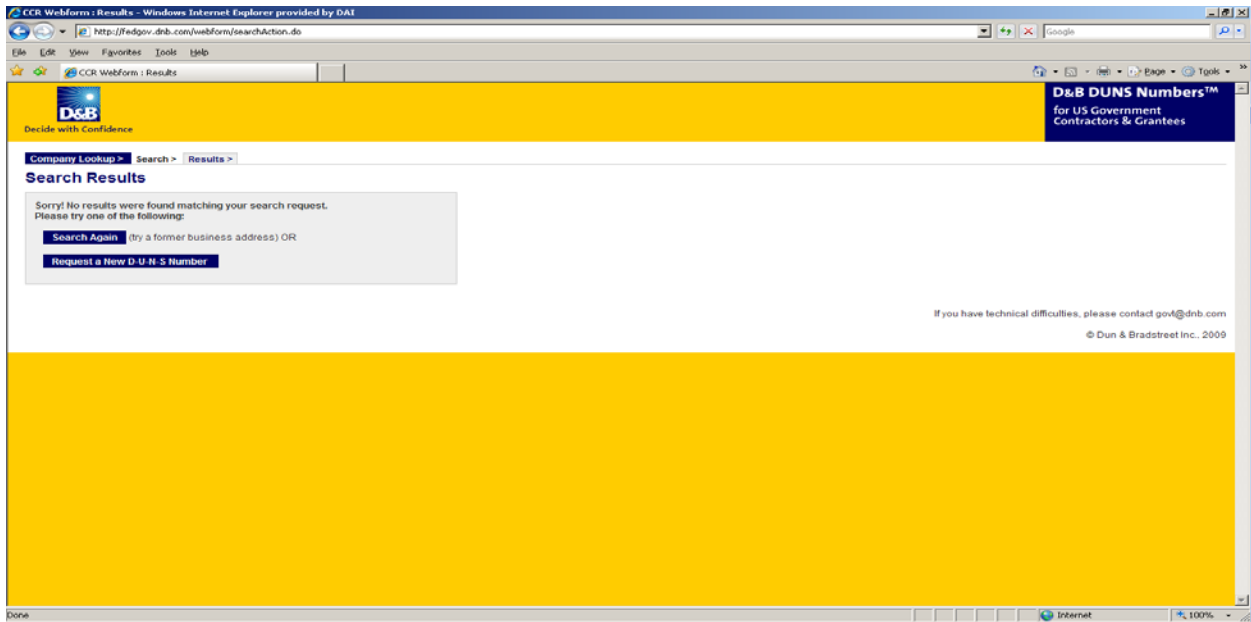 CCR Webform : Results - Windows Internet Explorer provided by DAI
http://fedgov.dnb.com/webform/searchAction.do
Google
File Edit View Favorites Tools Help
CCR Webform : Results
Page Tools
D&B
Decide with Confidence
D&B DUNS Numbers™
for US Government
Contractors & Grantees
Company Lookup > Search > Results >
Search Results
Sorry! No results were found matching your search request.
Please try one of the following:
Search Again (try a former business address) OR
Request a New D-U-N-S Number
If you have technical difficulties, please contact govt@dnb.com
© Dun & Bradstreet Inc., 2009
Done
Internet
100%